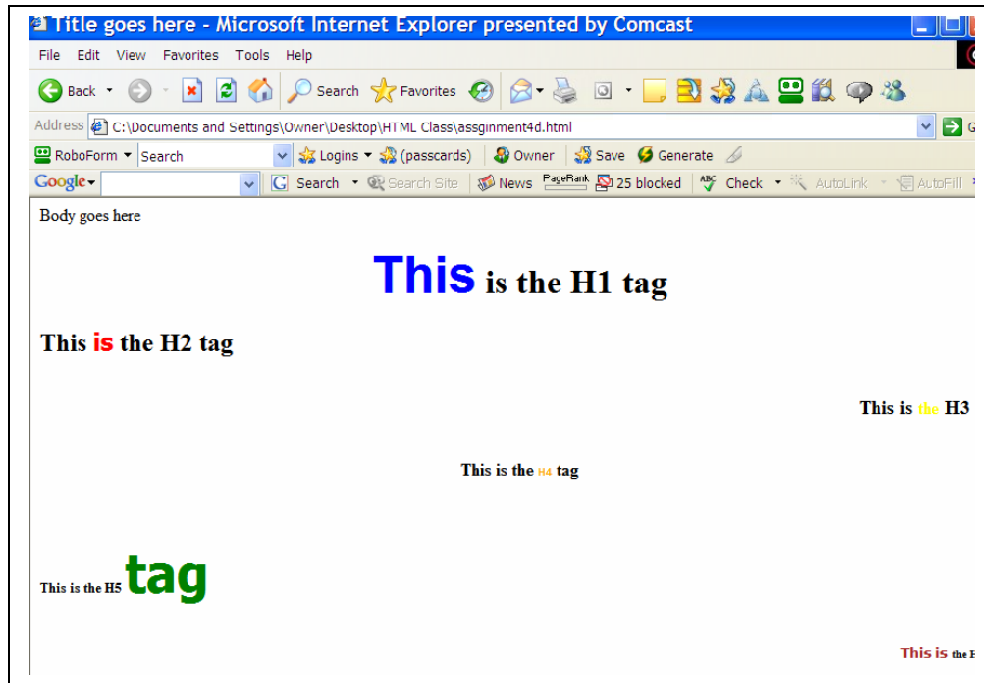 Title goes here - Microsoft Internet Explorer presented by Comcast
File Edit View Favorites Tools Help
Back Search Favorites
Address C:\Documents and Settings\Owner\Desktop\HTML Class\assginment4d.html
RoboForm Search Logins (passcards) Owner Save Generate
Google G Search Search Site News PageRank 25 blocked ABC Check AutoLink AutoFill
Body goes here
This is the H1 tag
This is the H2 tag
This is the H3
This is the H4 tag
This is the H5 tag
This is the